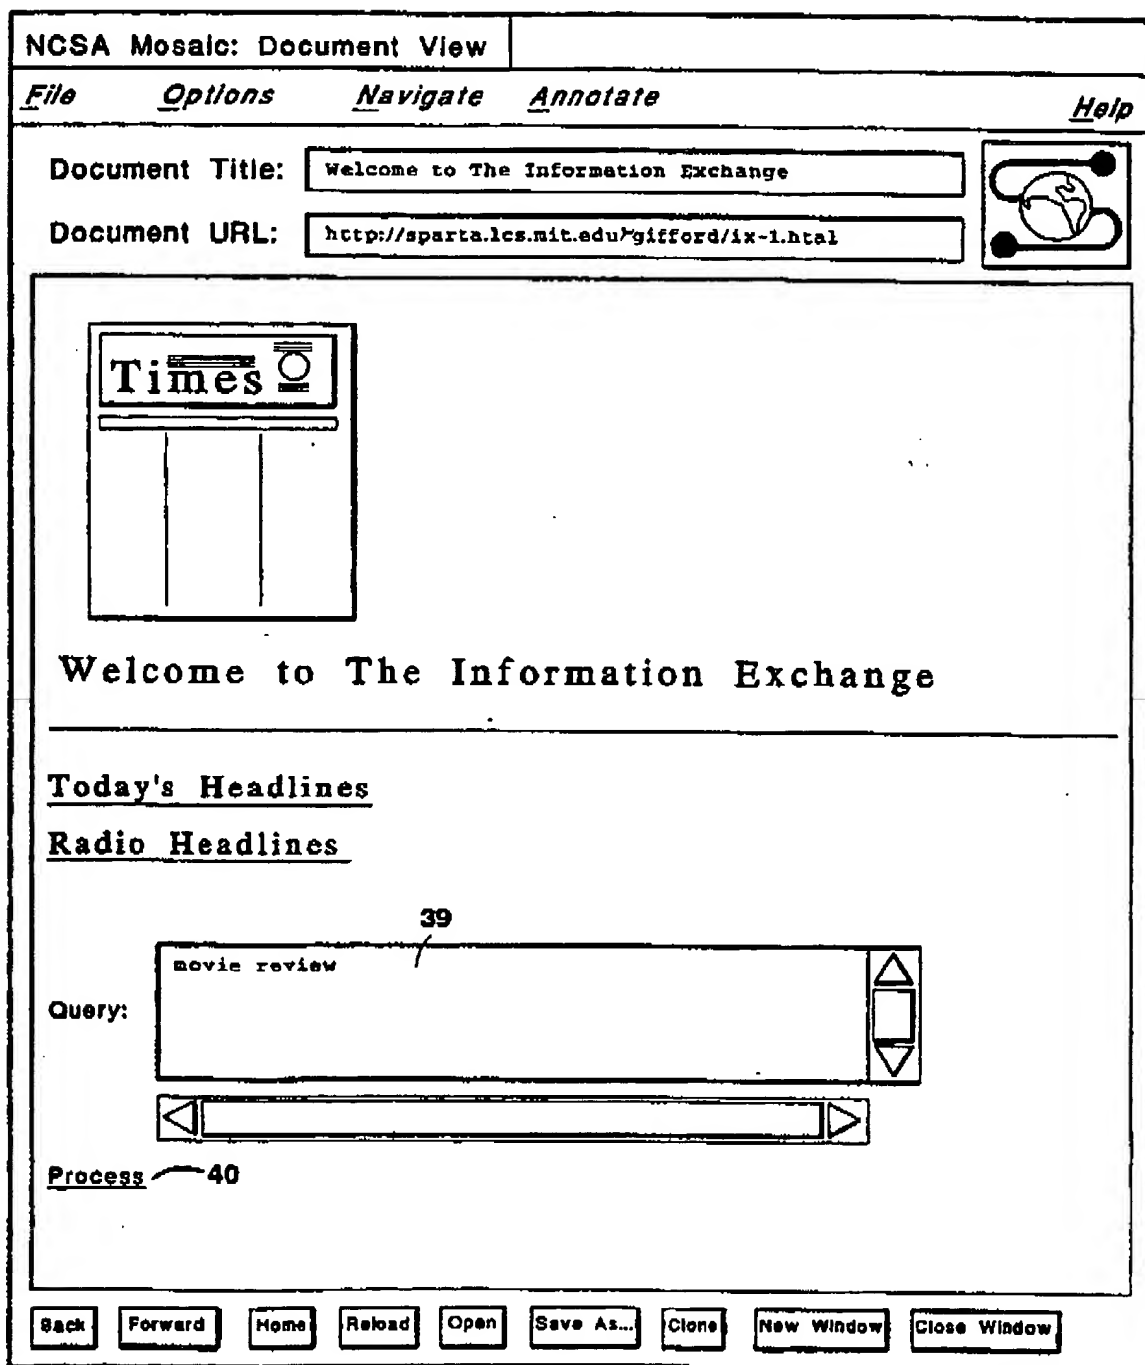 NCSA Mosaic: Document View
File Options Navigate Annotate Help
Document Title: Welcome to The Information Exchange
Document URL: http://sparta.lcs.mit.edu/~gifford/ix-1.html
Times
Welcome to The Information Exchange
Today's Headlines
Radio Headlines
39
movie review
Query:
Process 40
Back Forward Home Reload Open Save As... Clone New Window Close Window